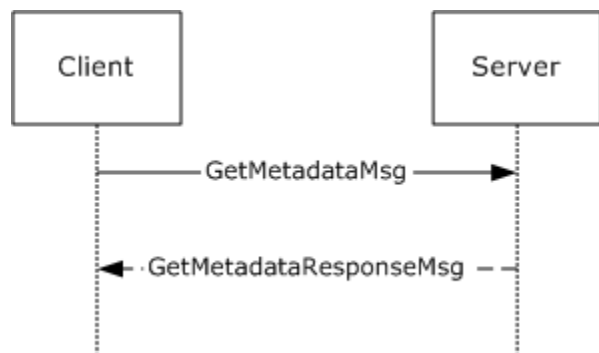 Client
Server
GetMetadataMsg
GetMetadataResponseMsg